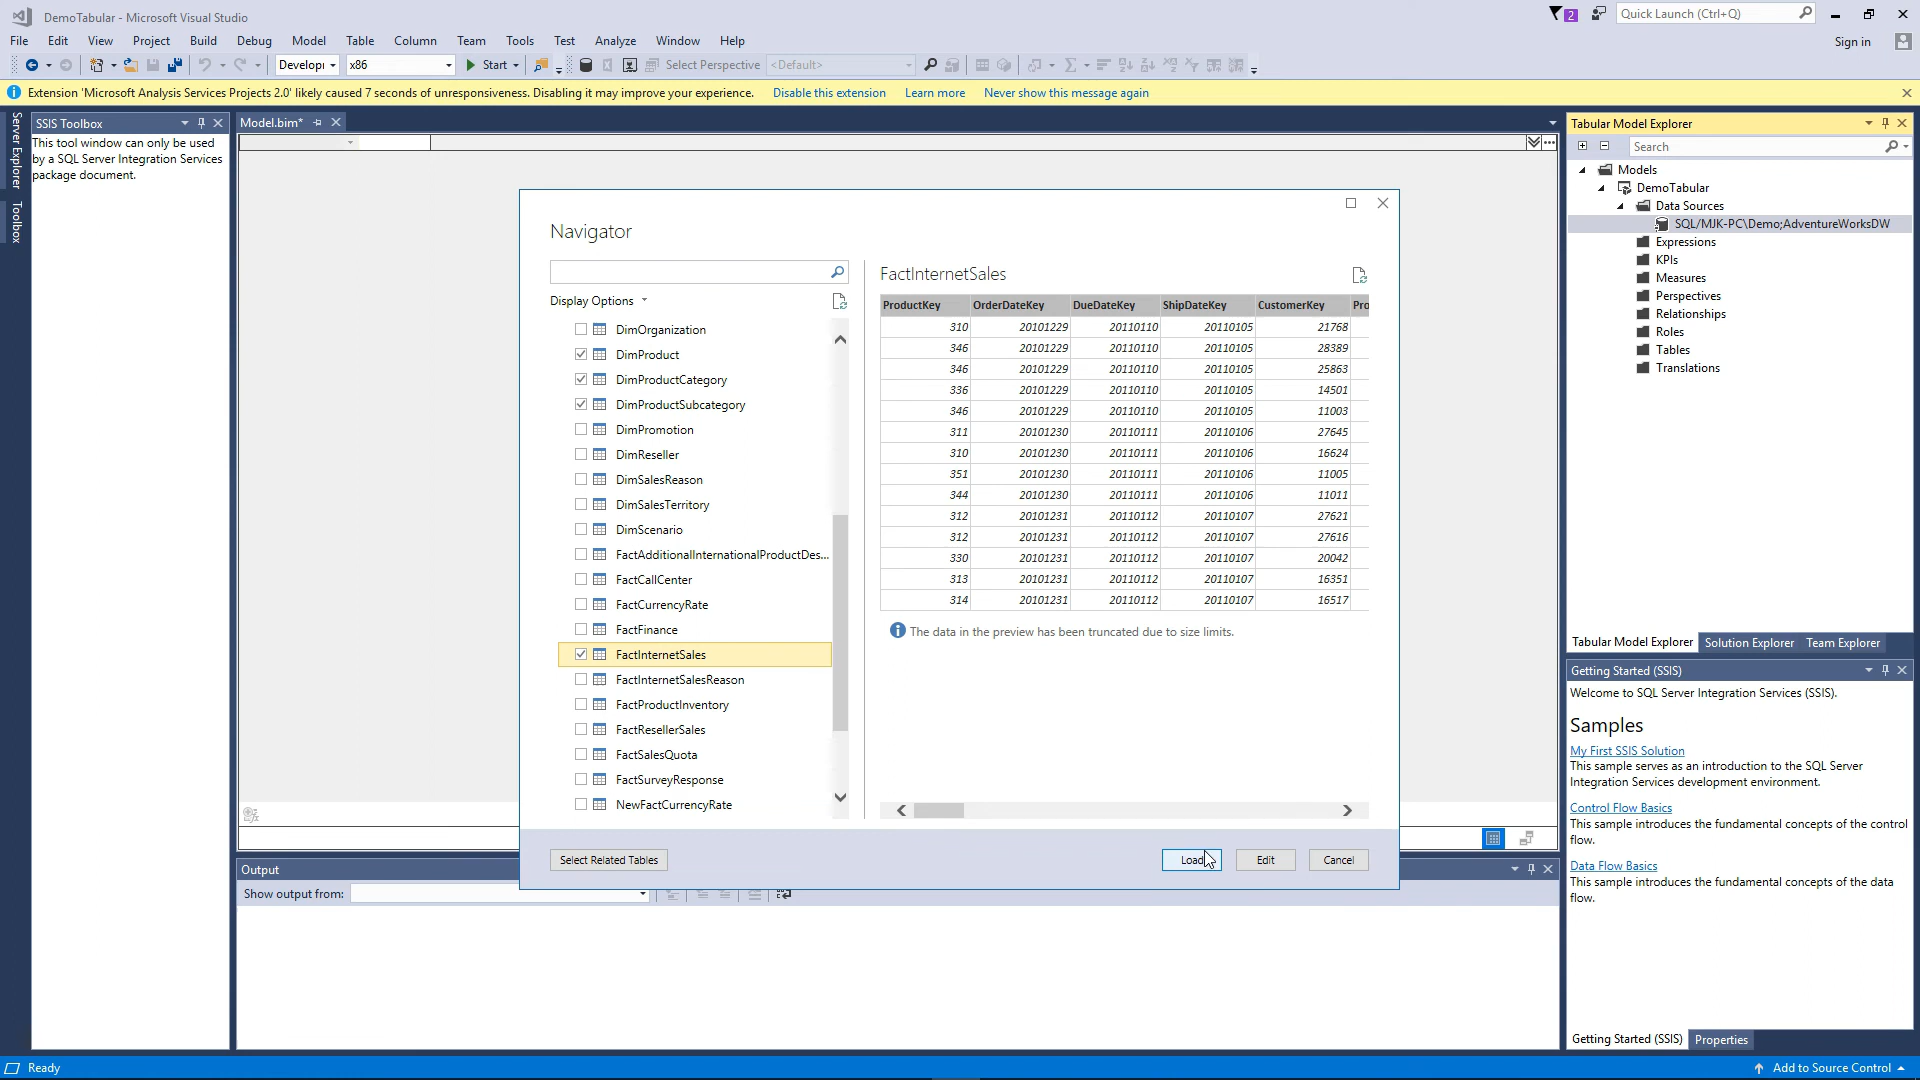 DemoTabular - Microsoft Visual Studio
2
Quick Launch (Ctrl+Q)
File Edit View Project Build Debug Model Table Column Team Tools Test Analyze Window Help
Sign in
Develop x86 Start Select Perspective <Default>
Extension 'Microsoft Analysis Services Projects 2.0' likely caused 7 seconds of unresponsiveness. Disabling it may improve your experience. Disable this extension Learn more Never show this message again
Server Explorer
Toolbox
SSIS Toolbox
This tool window can only be used
by a SQL Server Integration Services
package document.
Model.bim*
Navigator
Display Options
DimOrganization
DimProduct
DimProductCategory
DimProductSubcategory
DimPromotion
DimReseller
DimSalesReason
DimSalesTerritory
DimScenario
FactAdditionalInternationalProductDes...
FactCallCenter
FactCurrencyRate
FactFinance
FactInternetSales
FactInternetSalesReason
FactProductInventory
FactResellerSales
FactSalesQuota
FactSurveyResponse
NewFactCurrencyRate
FactInternetSales
ProductKey OrderDateKey DueDateKey ShipDateKey CustomerKey Pro
310 20101229 20110110 20110105 21768
346 20101229 20110110 20110105 28389
346 20101229 20110110 20110105 25863
336 20101229 20110110 20110105 14501
346 20101229 20110110 20110105 11003
311 20101230 20110111 20110106 27645
310 20101230 20110111 20110106 16624
351 20101230 20110111 20110106 11005
344 20101230 20110111 20110106 11011
312 20101231 20110112 20110107 27621
312 20101231 20110112 20110107 27616
330 20101231 20110112 20110107 20042
313 20101231 20110112 20110107 16351
314 20101231 20110112 20110107 16517
The data in the preview has been truncated due to size limits.
Select Related Tables Load Edit Cancel
Output
Show output from:
Tabular Model Explorer
Search
Models
DemoTabular
Data Sources
SQL/MJK-PC\Demo;AdventureWorksDW
Expressions
KPIs
Measures
Perspectives
Relationships
Roles
Tables
Translations
Tabular Model Explorer Solution Explorer Team Explorer
Getting Started (SSIS)
Welcome to SQL Server Integration Services (SSIS).
Samples
My First SSIS Solution
This sample serves as an introduction to the SQL Server
Integration Services development environment.
Control Flow Basics
This sample introduces the fundamental concepts of the control
flow.
Data Flow Basics
This sample introduces the fundamental concepts of the data
flow.
Getting Started (SSIS) Properties
Ready
Add to Source Control